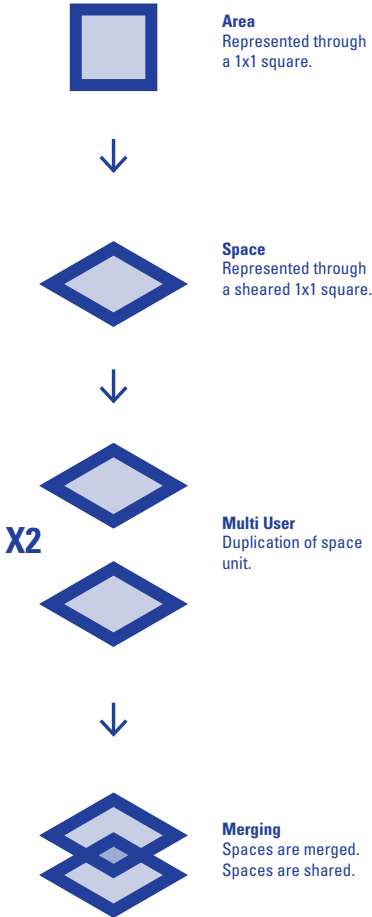 Area
Represented through
a 1x1 square.
Space
Represented through
a sheared 1x1 square.
X2
Multi User
Duplication of space
unit.
Merging
Spaces are merged.
Spaces are shared.